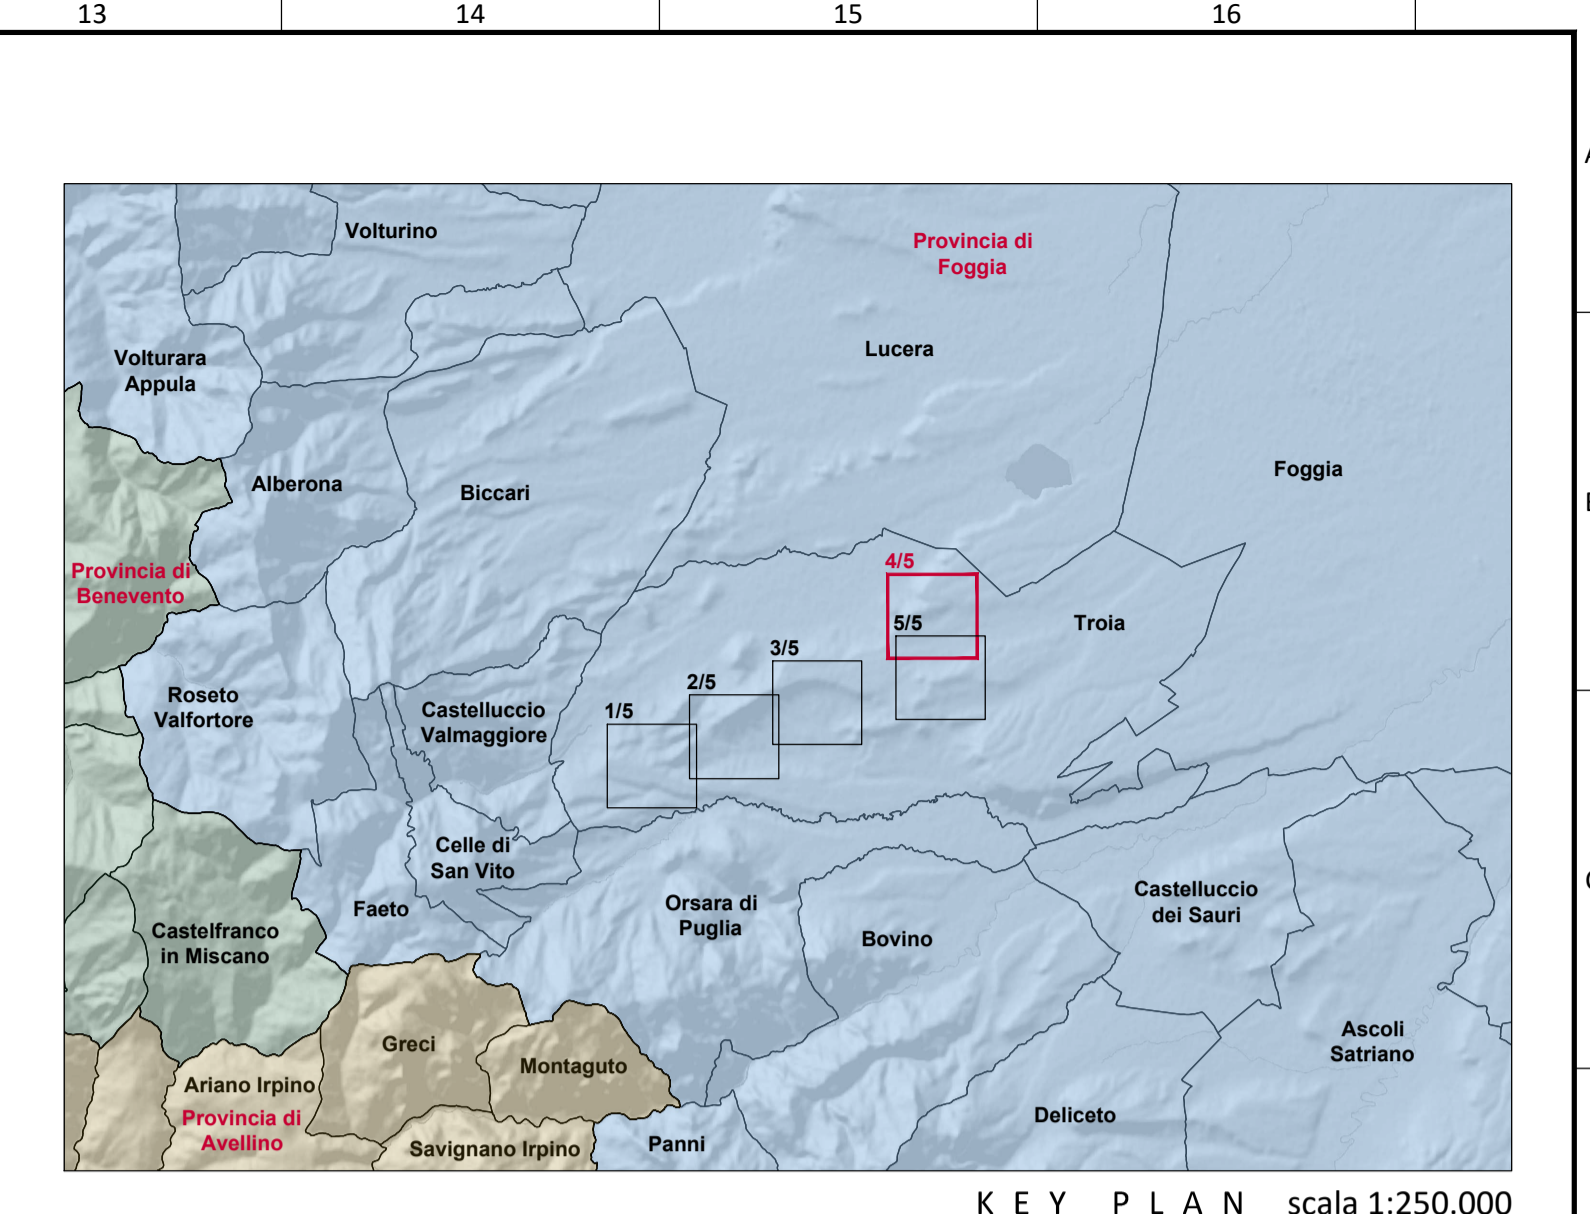 13
14
15
16
A
Volturino
Provincia di
Foggia
Lucera
Volturara
Appula
Foggia
Alberona
Biccari
4/5
Provincia di
Benevento
5/5
Troia
3/5
2/5
1/5
Roseto
Valfortore
Castelluccio
Valmaggiore
Celle di
San Vito
Castelluccio
dei Sauri
Orsara di
Puglia
Faeto
Bovino
Castelfranco
in Miscano
Greci
Ascoli
Satriano
Montaguto
Ariano Irpino
Provincia di
Avellino
Deliceto
Panni
Savignano Irpino
KEY PLAN scala 1:250.000